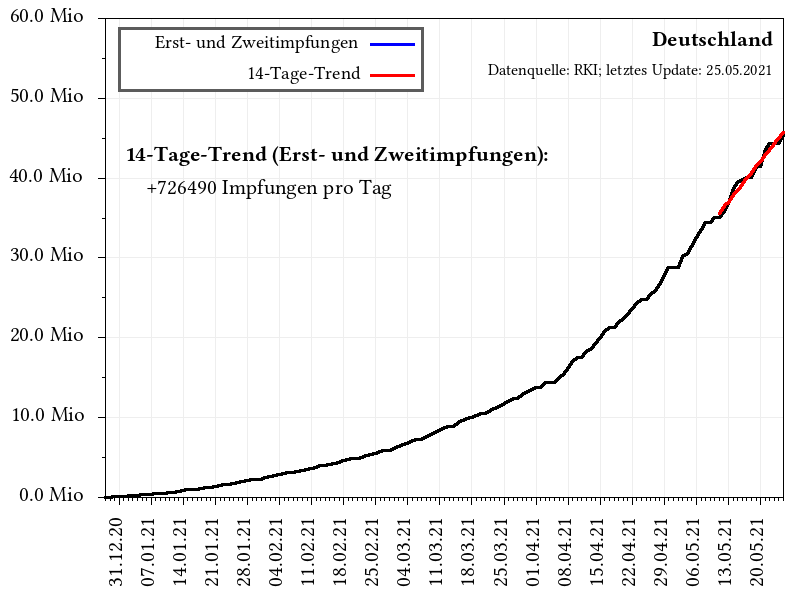 60.0 Mio
50.0 Mio
40.0 Mio
30.0 Mio
20.0 Mio
10.0 Mio
0.0 Mio
Erst- und Zweitimpfungen
14-Tage-Trend
Deutschland
Datenquelle: RKI; letztes Update: 25.05.2021
14-Tage-Trend (Erst- und Zweitimpfungen):
+726490 Impfungen pro Tag
31.12.20
07.01.21
14.01.21
21.01.21
28.01.21
04.02.21
11.02.21
18.02.21
25.02.21
04.03.21
11.03.21
18.03.21
25.03.21
01.04.21
08.04.21
15.04.21
22.04.21
29.04.21
06.05.21
13.05.21
20.05.21